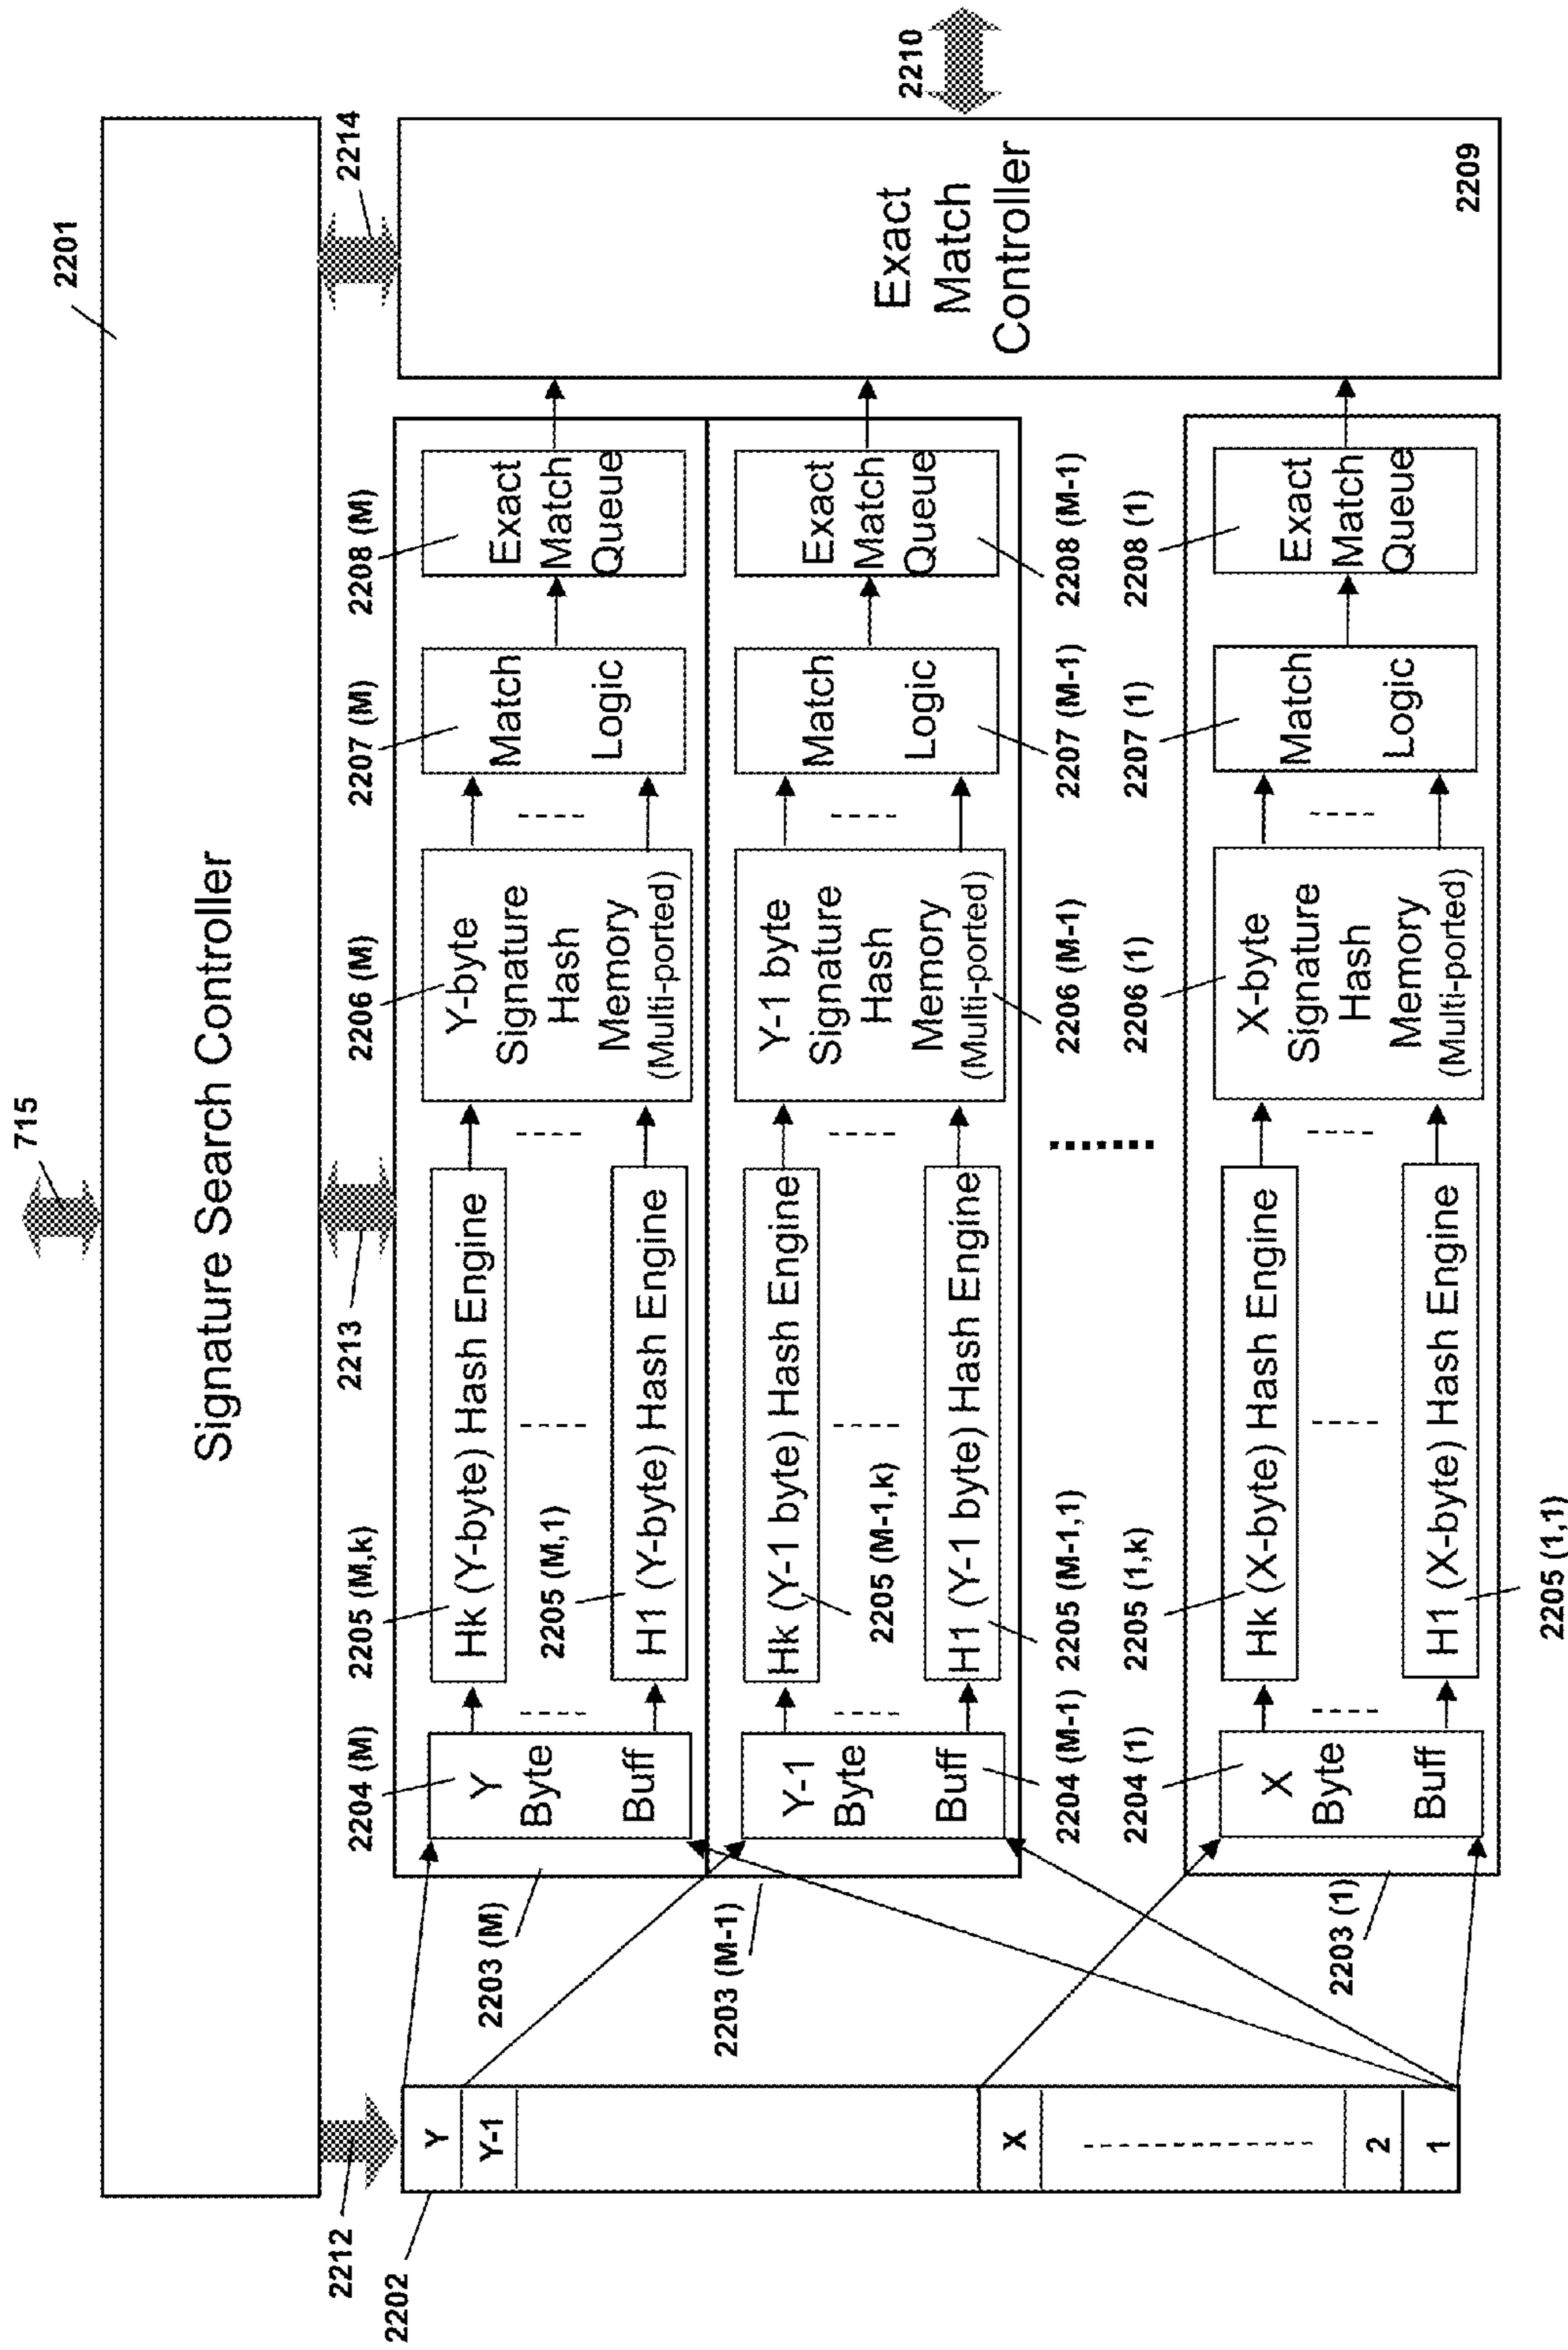 715
2201
Signature Search Controller
2212
2213
2214
2202
Y
Y-1
X
2
1
2203 (M)
2204 (M)
2205 (M,k)
2206 (M)
2207 (M)
2208 (M)
Y
Byte
Buff
Hk (Y-byte) Hash Engine
2205 (M,1)
H1 (Y-byte) Hash Engine
Y-byte
Signature
Hash
Memory
(Multi-ported)
Match
Logic
Exact
Match
Queue
2203 (M-1)
Y-1
Byte
Buff
Hk (Y-1 byte) Hash Engine
2205 (M-1,k)
H1 (Y-1 byte) Hash Engine
Y-1 byte
Signature
Hash
Memory
(Multi-ported)
Match
Logic
Exact
Match
Queue
2204 (M-1)
2205 (M-1,1)
2206 (M-1)
2207 (M-1)
2208 (M-1)
2204 (1)
2205 (1,k)
2206 (1)
2207 (1)
2208 (1)
X
Byte
Buff
Hk (X-byte) Hash Engine
H1 (X-byte) Hash Engine
X-byte
Signature
Hash
Memory
(Multi-ported)
Match
Logic
Exact
Match
Queue
2203 (1)
2205 (1,1)
Exact
Match
Controller
2209
2210